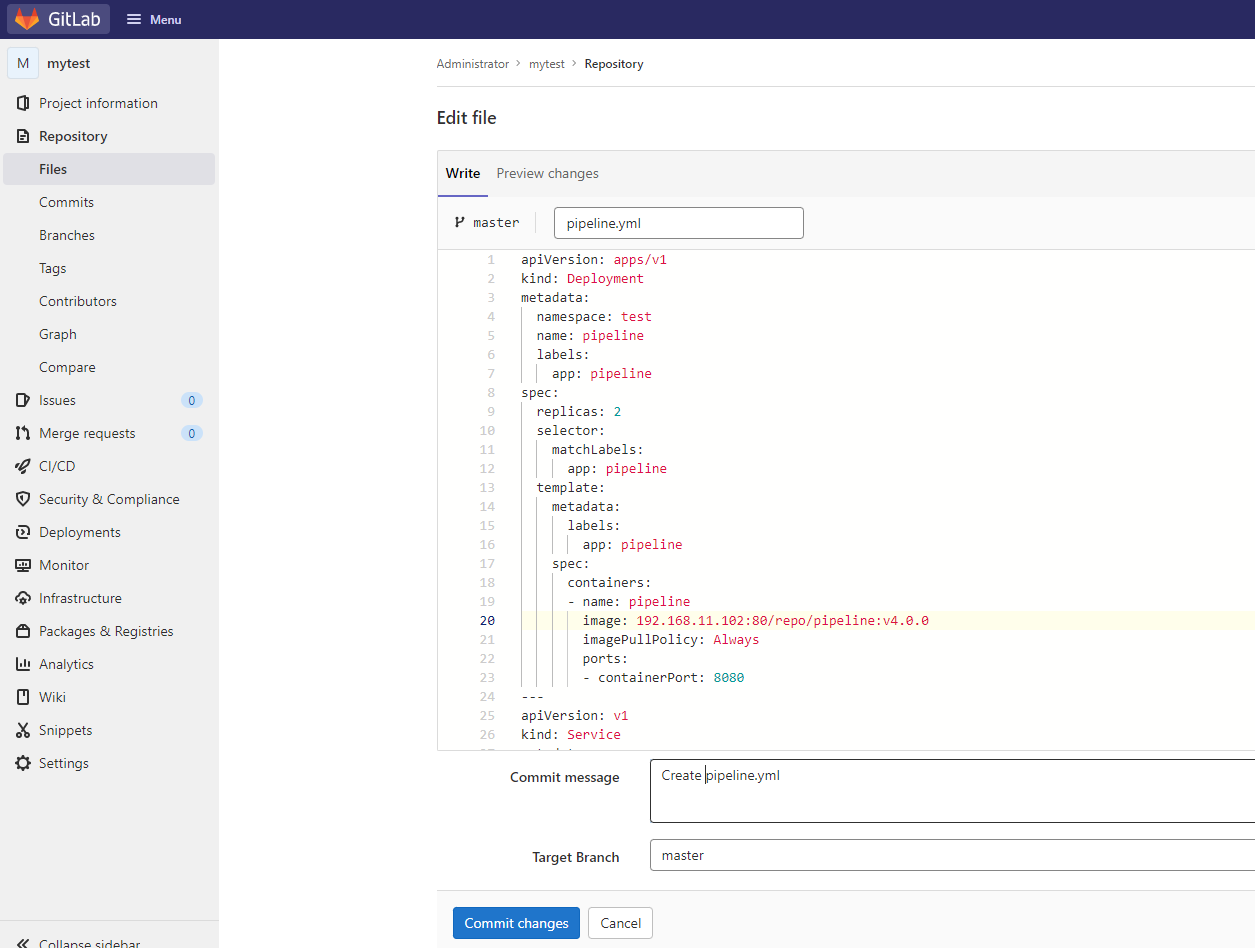 GitLab
Menu
M
mytest
Project information
Repository
Files
Commits
Branches
Tags
Contributors
Graph
Compare
Issues 0
Merge requests 0
CI/CD
Security & Compliance
Deployments
Monitor
Infrastructure
Packages & Registries
Analytics
Wiki
Snippets
Settings
Collapse sidebar
Administrator > mytest > Repository
Edit file
Write Preview changes
master pipeline.yml
1 apiVersion: apps/v1
2 kind: Deployment
3 metadata:
4 namespace: test
5 name: pipeline
6 labels:
7 app: pipeline
8 spec:
9 replicas: 2
10 selector:
11 matchLabels:
12 app: pipeline
13 template:
14 metadata:
15 labels:
16 app: pipeline
17 spec:
18 containers:
19 - name: pipeline
20 image: 192.168.11.102:80/repo/pipeline:v4.0.0
21 imagePullPolicy: Always
22 ports:
23 - containerPort: 8080
24 ---
25 apiVersion: v1
26 kind: Service
Commit message
Create pipeline.yml
Target Branch
master
Commit changes
Cancel